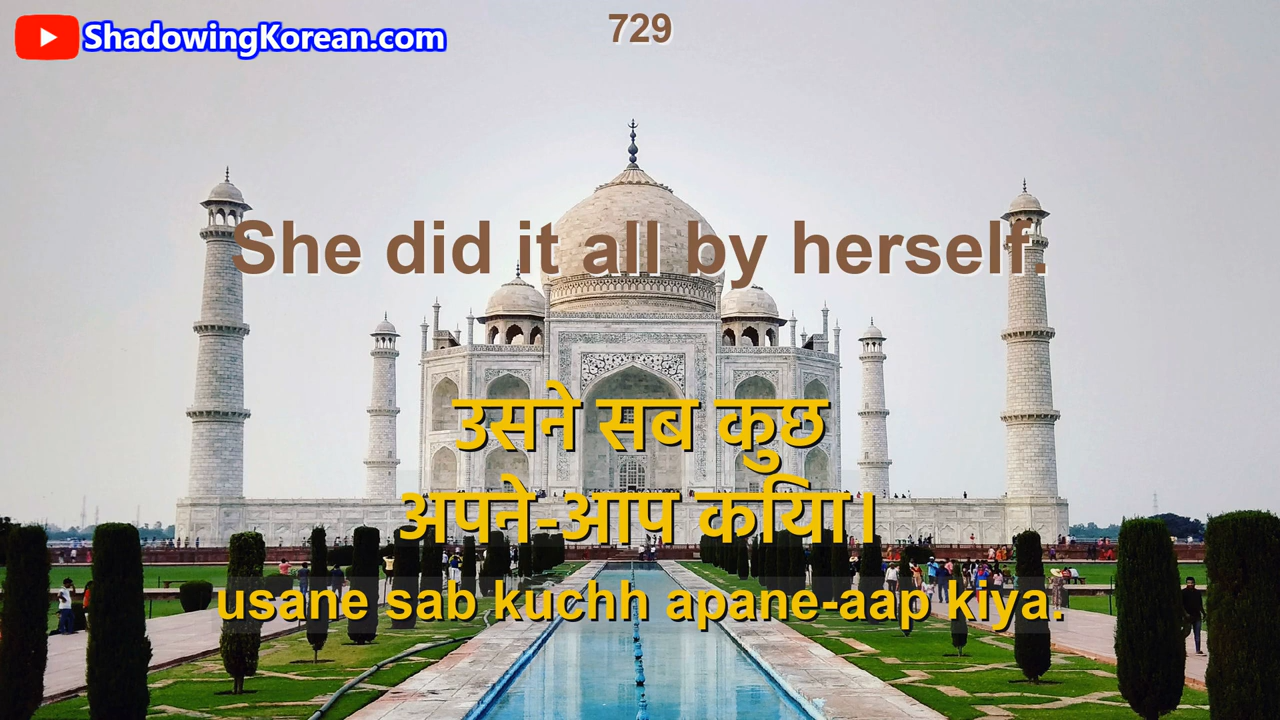 ShadowingKorean.com
729
She did it all by herself.
उसने सब कुछ
अपने-आप किया।
usane sab kuchh apane-aap kiya.